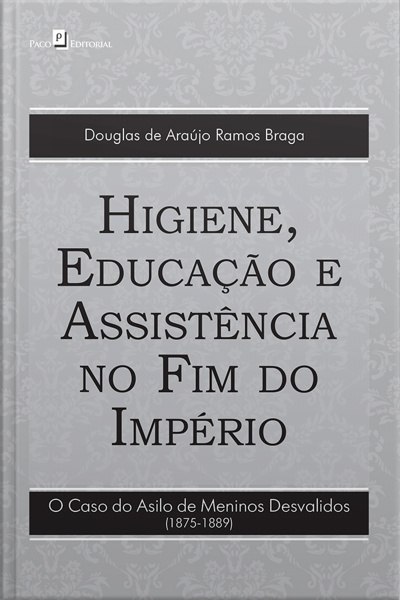 PACO EDITORIAL
Douglas de Araújo Ramos Braga
HIGIENE,
EDUCAÇÃO E
ASSISTÊNCIA
NO FIM DO
IMPÉRIO
O Caso do Asilo de Meninos Desvalidos
(1875-1889)